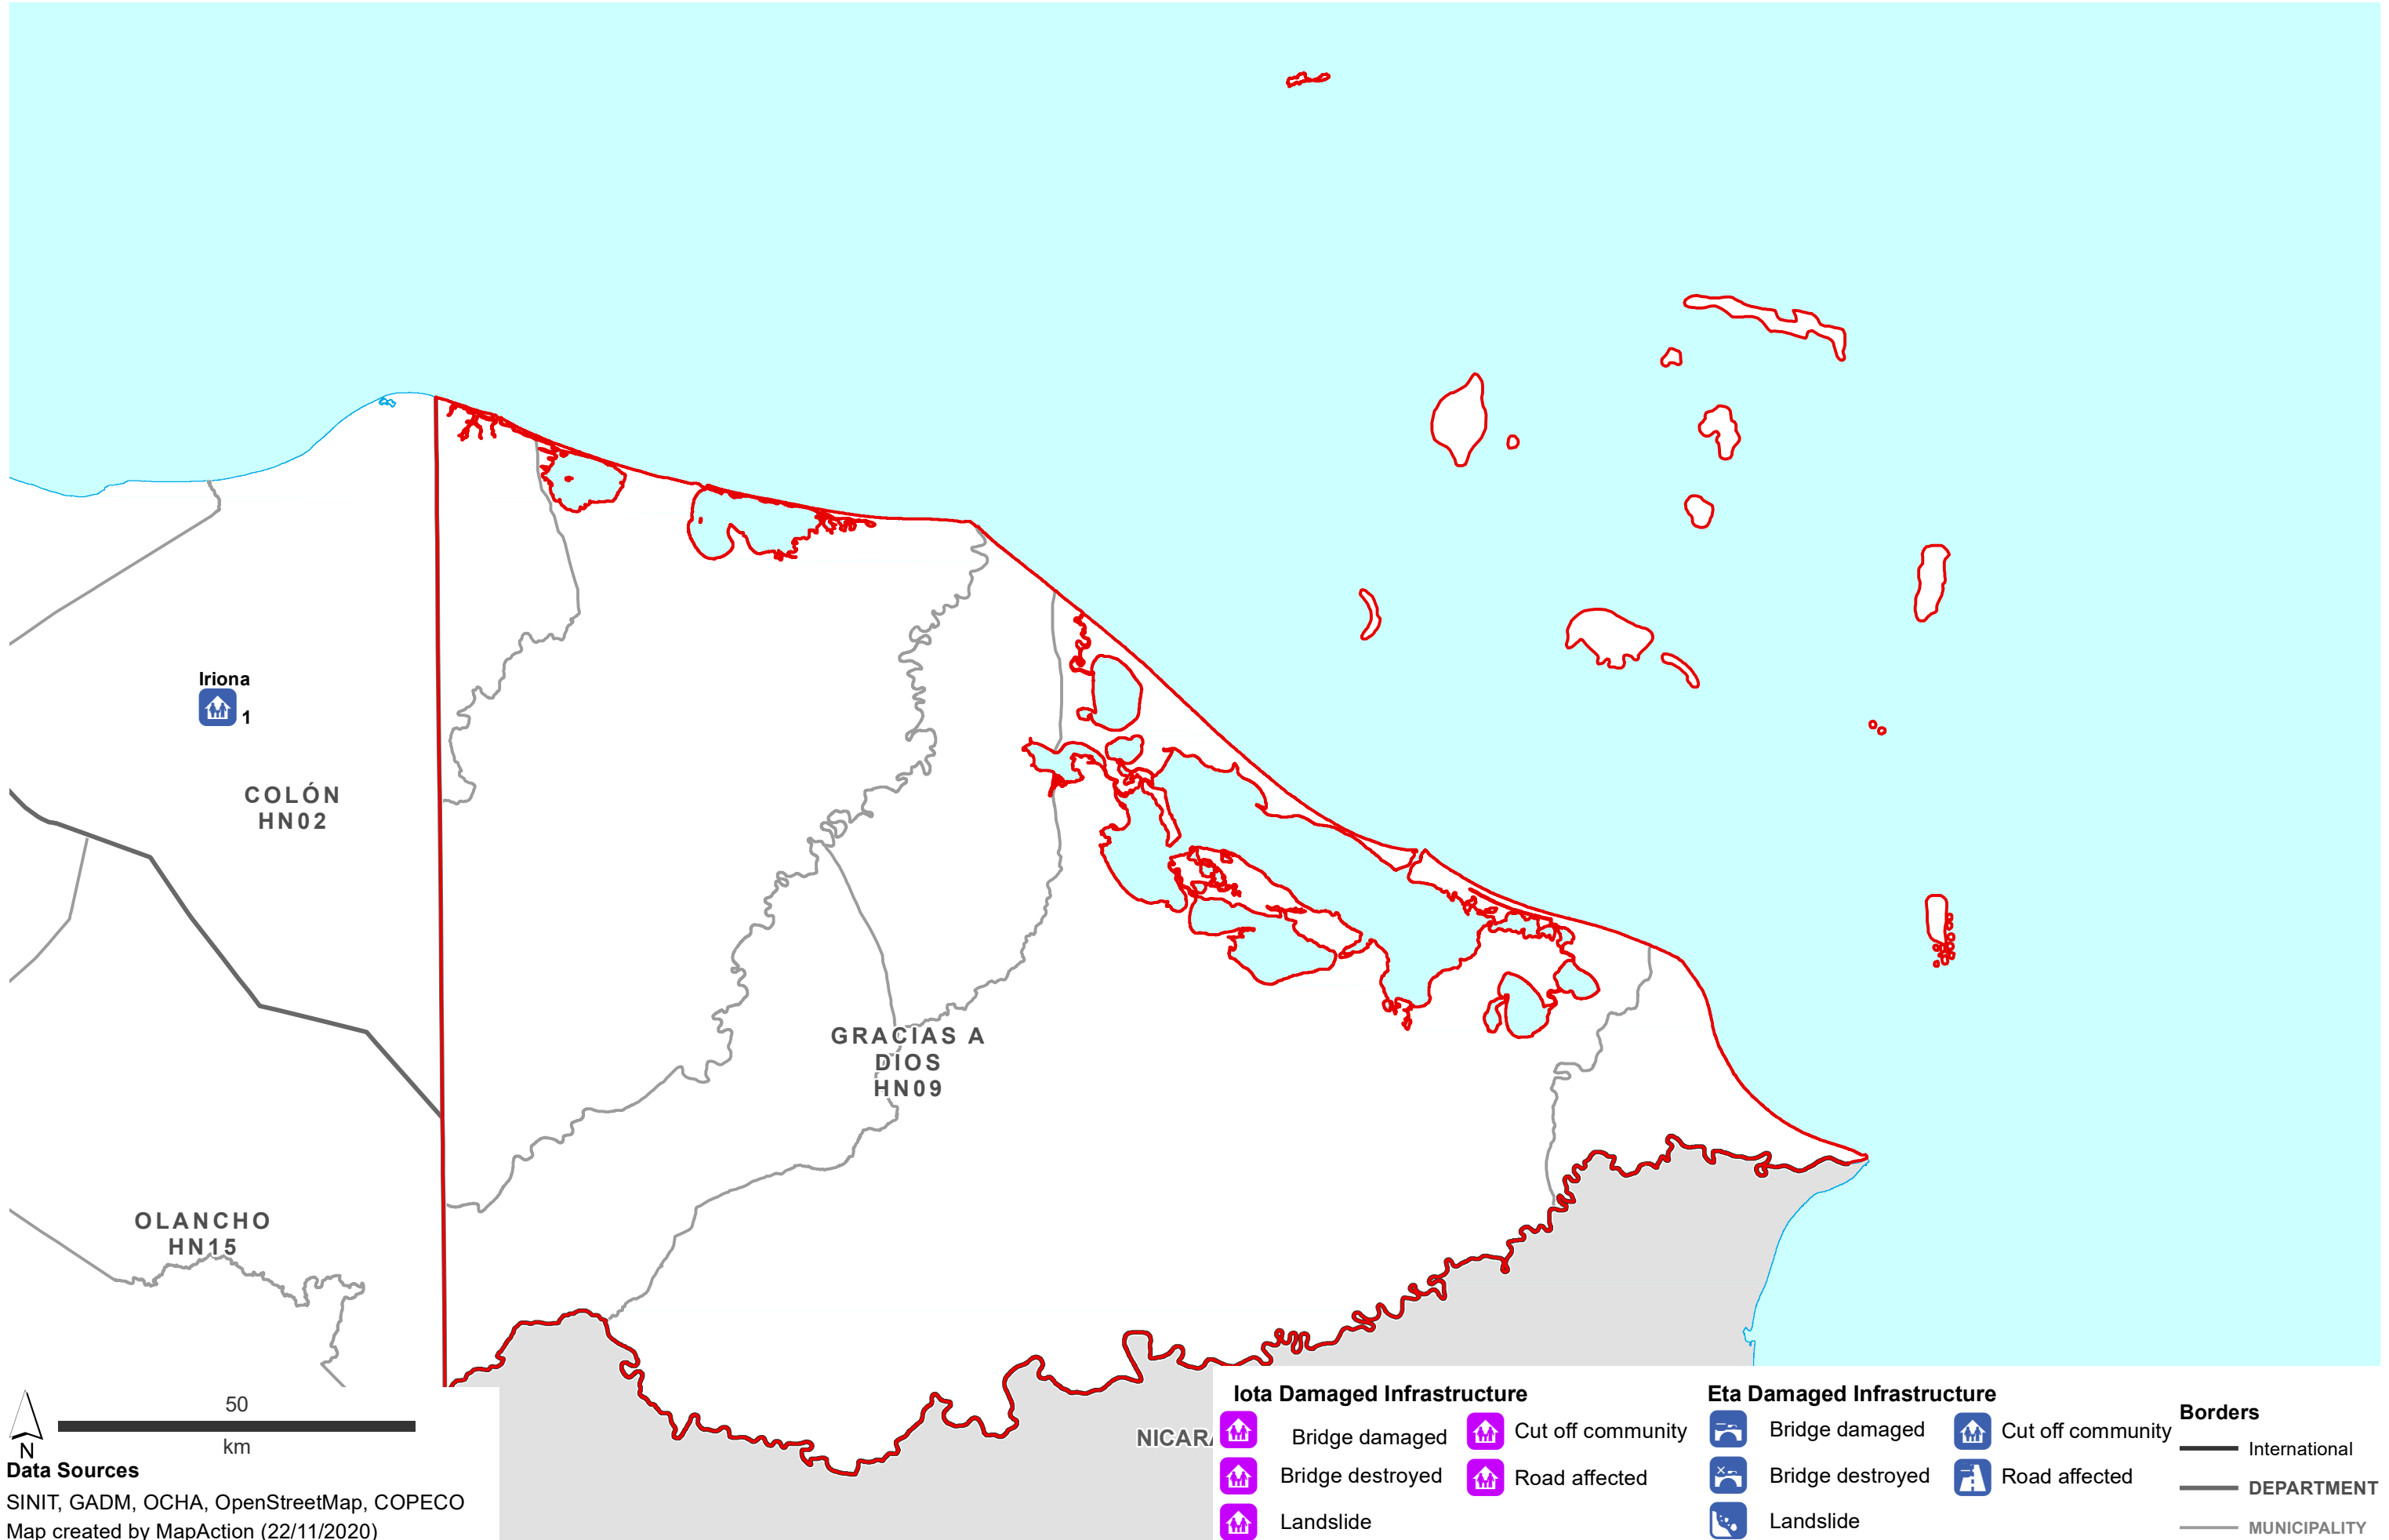 Iriona
1
COLÓN
HN02
GRACIAS A
DIOS
HN09
OLANCHO
HN15
50
km
N
Data Sources
SINIT, GADM, OCHA, OpenStreetMap, COPECO
Map created by MapAction (22/11/2020)
Iota Damaged Infrastructure
Bridge damaged
Cut off community
Bridge destroyed
Road affected
Landslide
Eta Damaged Infrastructure
Bridge damaged
Cut off community
Bridge destroyed
Road affected
Landslide
Borders
International
DEPARTMENT
MUNICIPALITY